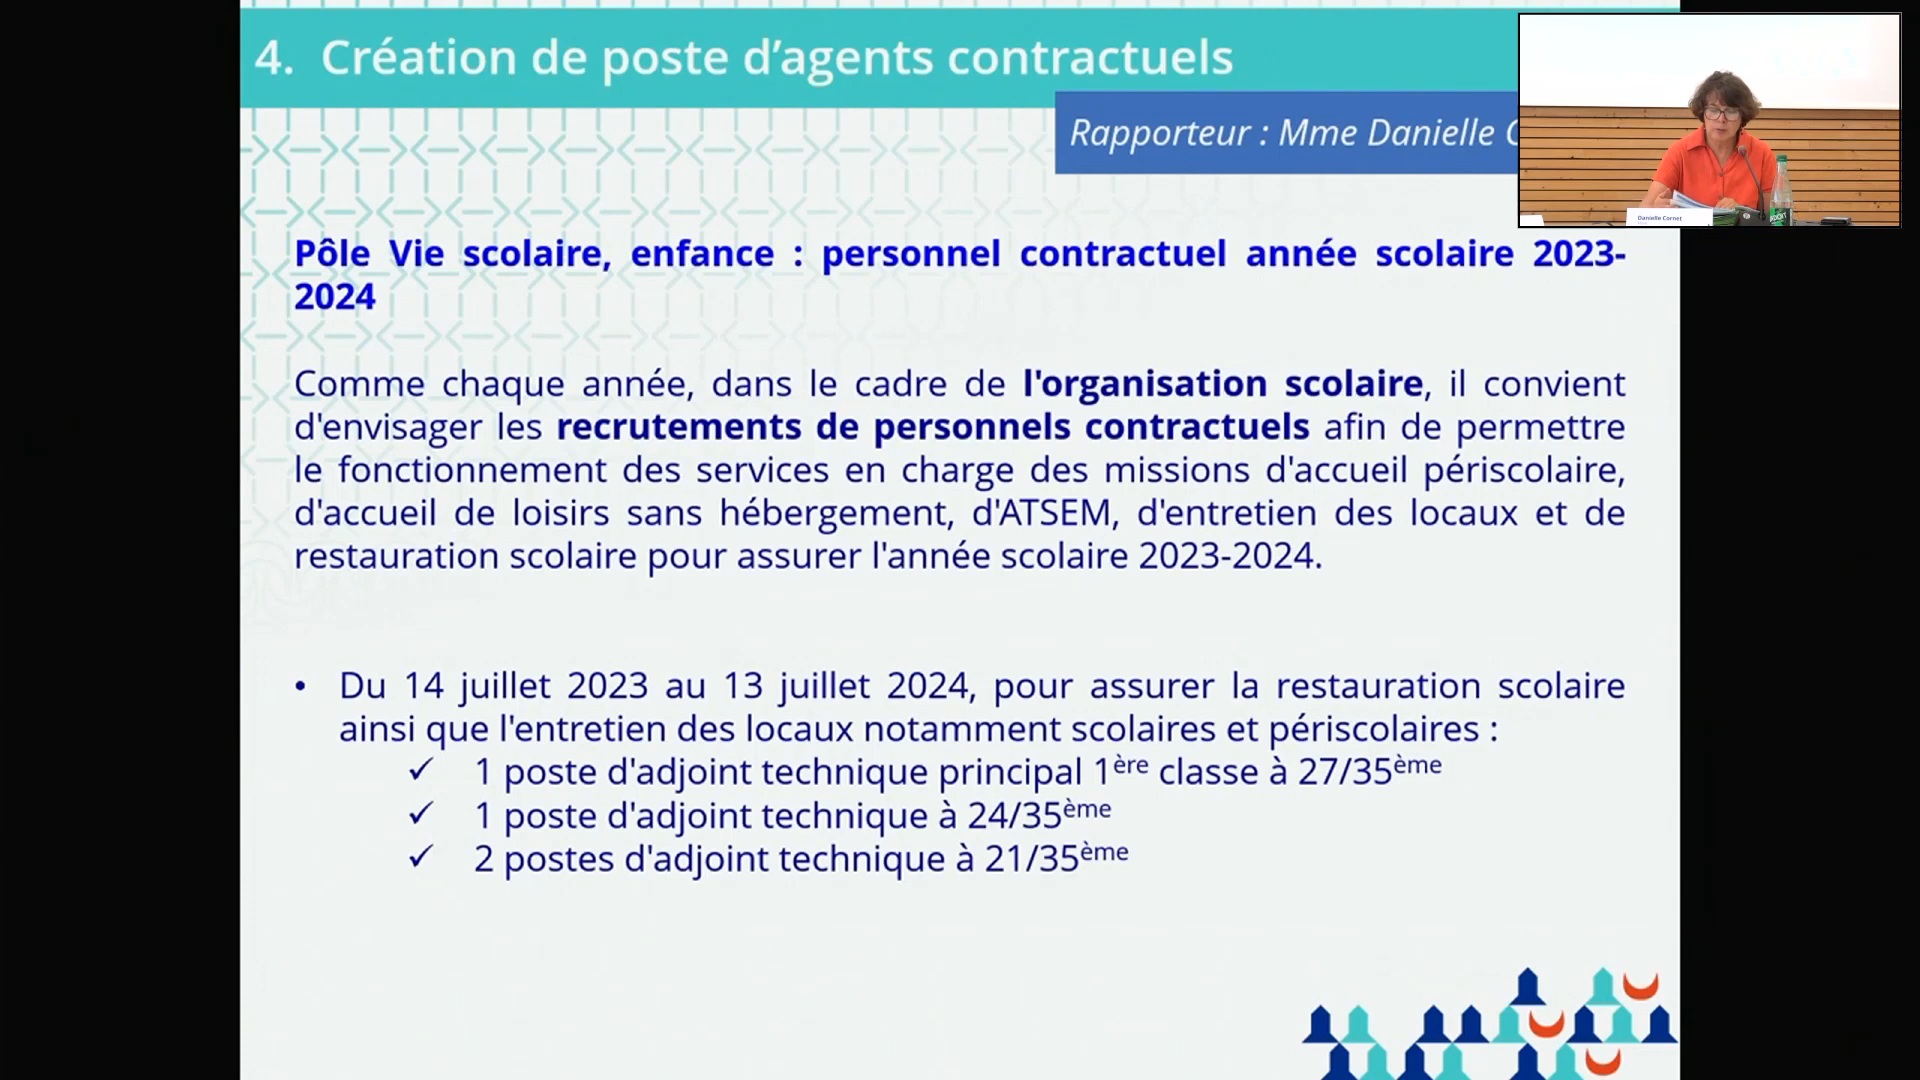 4. Création de poste d’agents contractuels
Rapporteur : Mme Danielle
Danielle Cornet
Pôle Vie scolaire, enfance : personnel contractuel année scolaire 2023-
2024
Comme chaque année, dans le cadre de l'organisation scolaire, il convient
d'envisager les recrutements de personnels contractuels afin de permettre
le fonctionnement des services en charge des missions d'accueil périscolaire,
d'accueil de loisirs sans hébergement, d'ATSEM, d'entretien des locaux et de
restauration scolaire pour assurer l'année scolaire 2023-2024.
• Du 14 juillet 2023 au 13 juillet 2024, pour assurer la restauration scolaire
ainsi que l'entretien des locaux notamment scolaires et périscolaires :
✓ 1 poste d'adjoint technique principal 1ère classe à 27/35ème
✓ 1 poste d'adjoint technique à 24/35ème
✓ 2 postes d'adjoint technique à 21/35ème